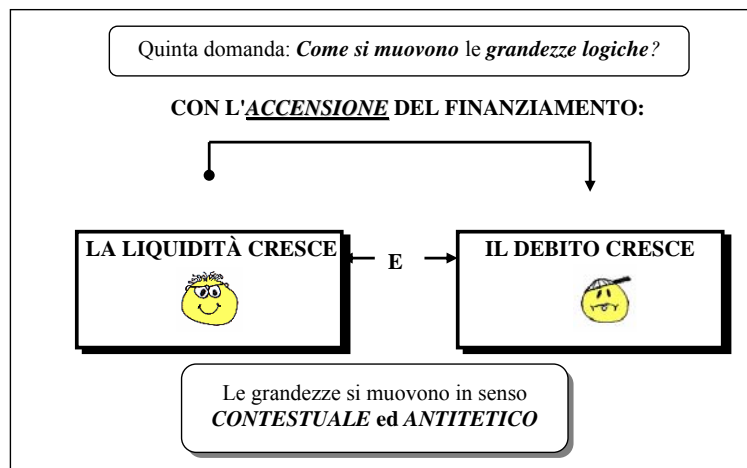 Quinta domanda: Come si muovono le grandezze logiche?
CON L'ACCENSIONE DEL FINANZIAMENTO:
LA LIQUIDITÀ CRESCE
E
IL DEBITO CRESCE
Le grandezze si muovono in senso
CONTESTUALE ed ANTITETICO